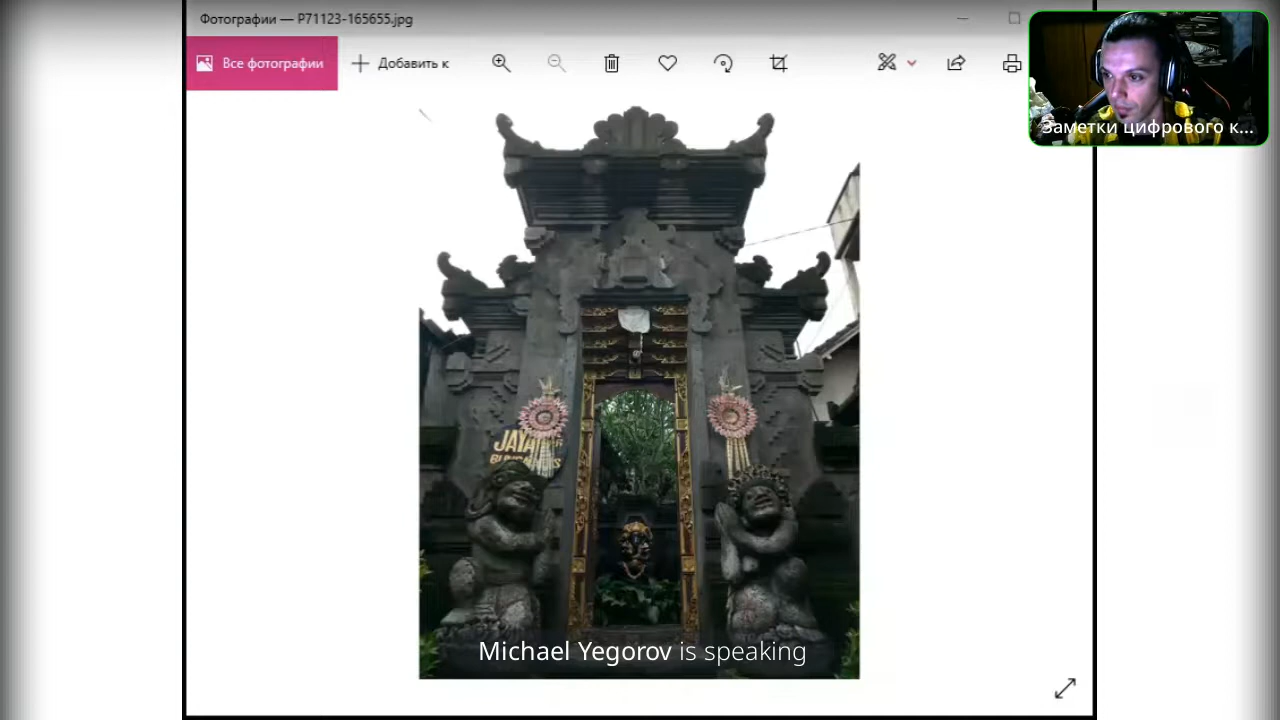 Фотографии — P71123-165655.jpg
Все фотографии
Добавить к
Заметки цифрового к...
JAYA
Michael Yegorov is speaking